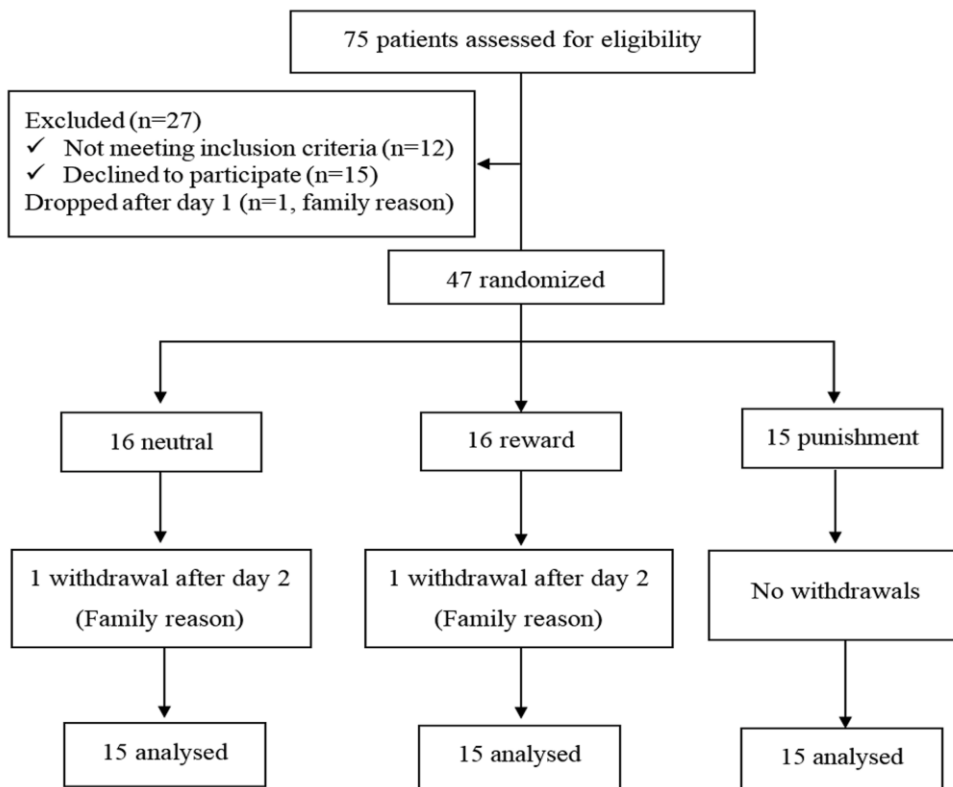 75 patients assessed for eligibility
Excluded (n=27)
✓ Not meeting inclusion criteria (n=12)
✓ Declined to participate (n=15)
Dropped after day 1 (n=1, family reason)
47 randomized
16 neutral
16 reward
15 punishment
1 withdrawal after day 2
(Family reason)
1 withdrawal after day 2
(Family reason)
No withdrawals
15 analysed
15 analysed
15 analysed